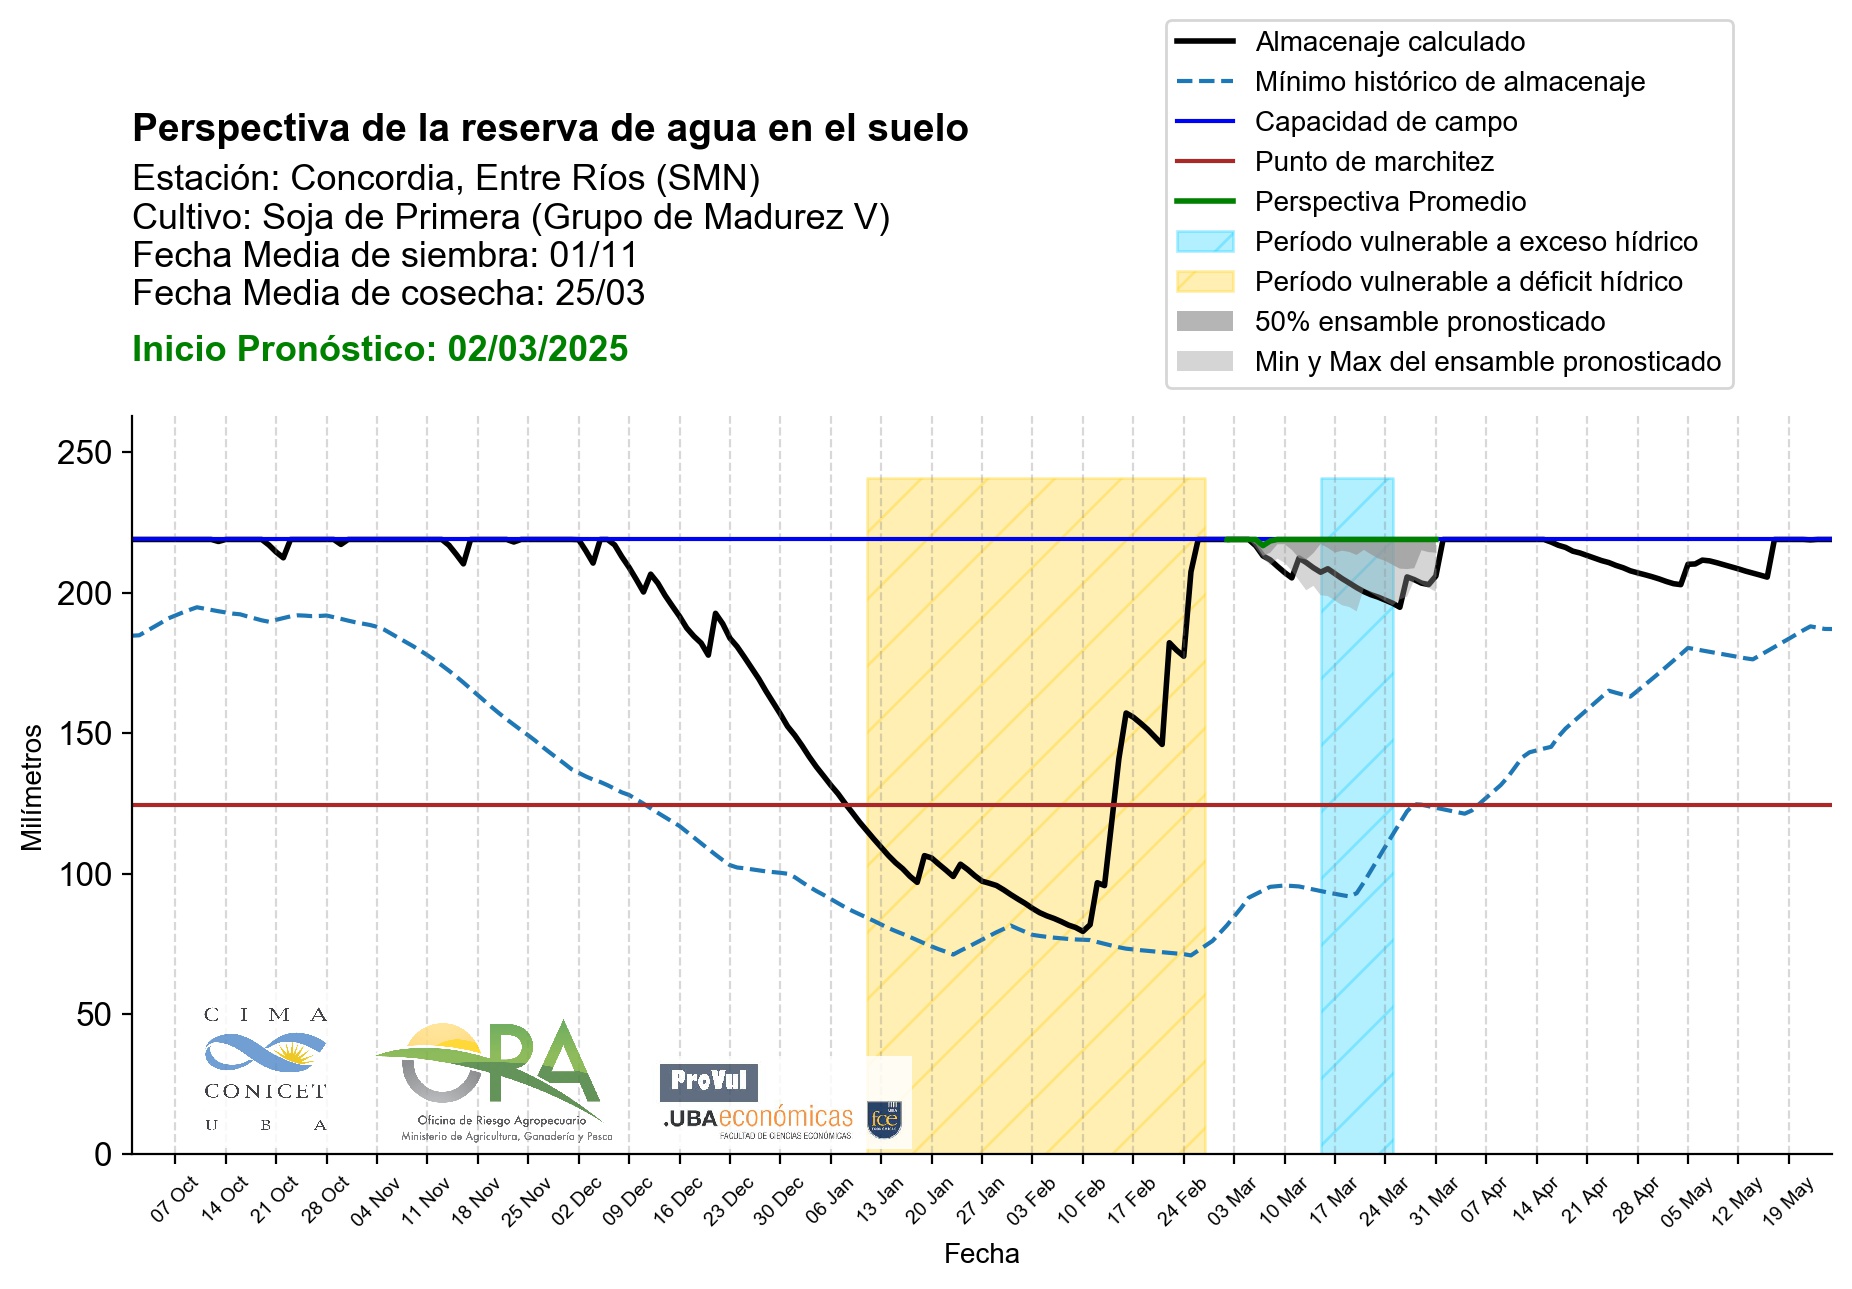 Almacenaje calculado
Mínimo histórico de almacenaje
Capacidad de campo
Punto de marchitez
Perspectiva Promedio
Período vulnerable a exceso hídrico
Período vulnerable a déficit hídrico
50% ensamble pronosticado
Min y Max del ensamble pronosticado
Perspectiva de la reserva de agua en el suelo
Estación: Concordia, Entre Ríos (SMN)
Cultivo: Soja de Primera (Grupo de Madurez V)
Fecha Media de siembra: 01/11
Fecha Media de cosecha: 25/03
Inicio Pronóstico: 02/03/2025
250
200
150
100
50
0
Milímetros
C I M A
CONICET
U B A
OPA
Oficina de Riesgo Agropecuario
Ministerio de Agricultura, Ganadería y Pesca
ProVul
.UBAeconómicas
FACULTAD DE CIENCIAS ECONÓMICAS
UBA
fce
07 Oct
14 Oct
21 Oct
28 Oct
04 Nov
11 Nov
18 Nov
25 Nov
02 Dec
09 Dec
16 Dec
23 Dec
30 Dec
06 Jan
13 Jan
20 Jan
27 Jan
03 Feb
10 Feb
17 Feb
24 Feb
03 Mar
10 Mar
17 Mar
24 Mar
31 Mar
07 Apr
14 Apr
21 Apr
28 Apr
05 May
12 May
19 May
Fecha